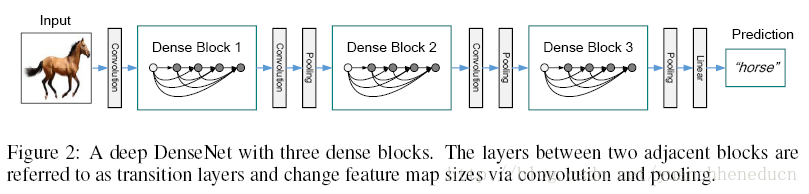 Input
Prediction
Dense Block 1
Dense Block 2
Dense Block 3
Convolution
Convolution
Pooling
Convolution
Pooling
Pooling
Linear
"horse"
Figure 2: A deep DenseNet with three dense blocks. The layers between two adjacent blocks are
referred to as transition layers and change feature map sizes via convolution and pooling.